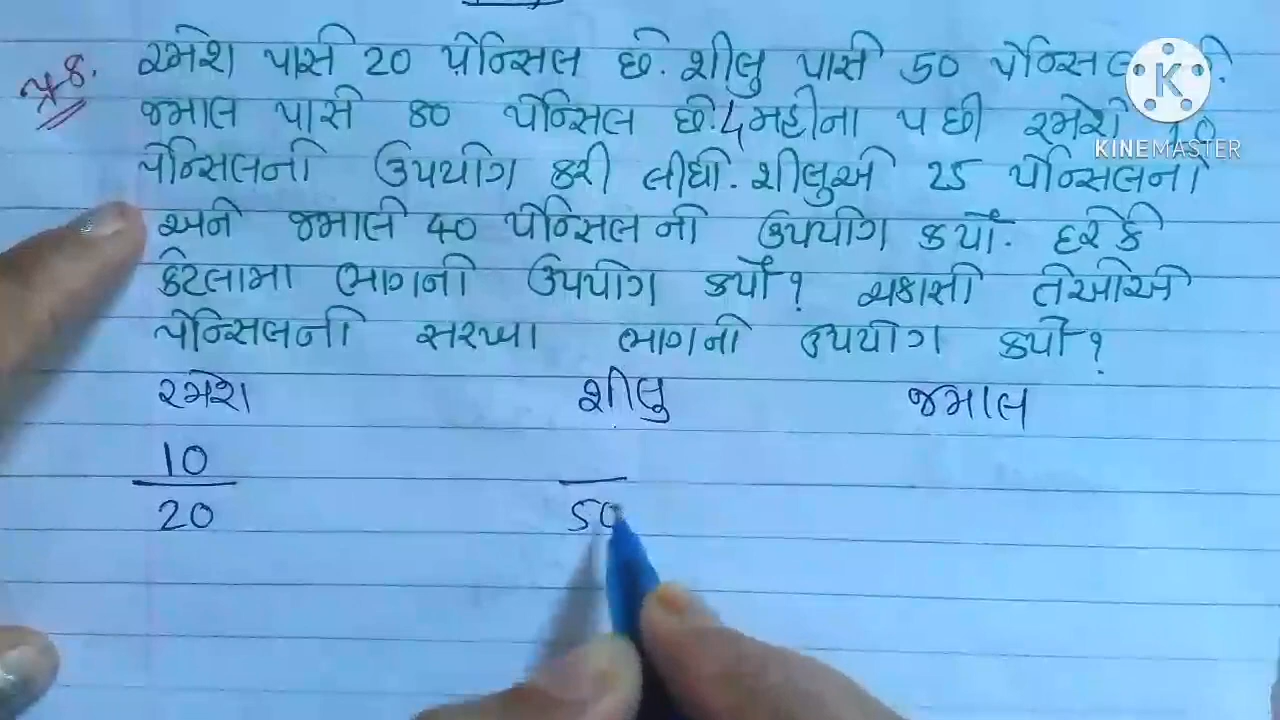 પ્ર8. રમેશ પાસે 20 પેન્સિલ છે. શીલુ પાસે 50 પેન્સિલ
જમાલ પાસે 80 પેન્સિલ છે. 4 મહીના પછી રમેશે 10
પેન્સિલનો ઉપયોગ કરી લીધો. શીલુએ 25 પેન્સિલનો
અને જમાલે 40 પેન્સિલ નો ઉપયોગ કર્યો. દરેકે
કેટલામા ભાગનો ઉપયોગ કર્યો? ચકાસો તેઓએ
પેન્સિલનો સરખા ભાગનો ઉપયોગ કર્યો?
રમેશ શીલુ જમાલ
10
20 50
K
KINEMASTER